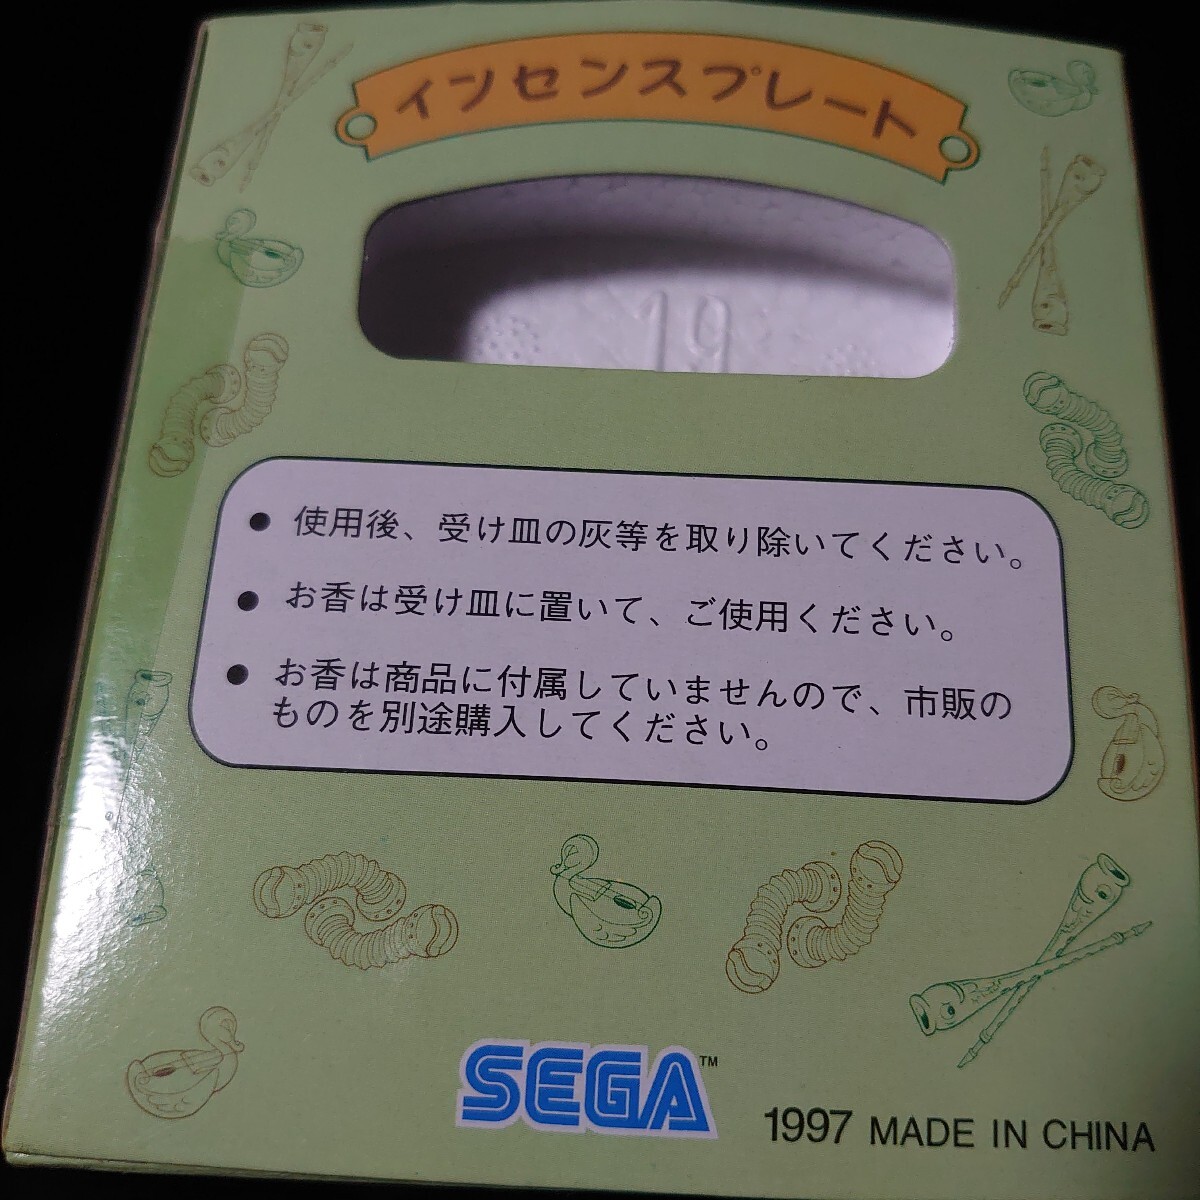 インセンスプレート
19
● 使用後、受け皿の灰等を取り除いてください。
● お香は受け皿に置いて、ご使用ください。
● お香は商品に付属していませんので、市販の
ものを別途購入してください。
SEGA™
1997 MADE IN CHINA